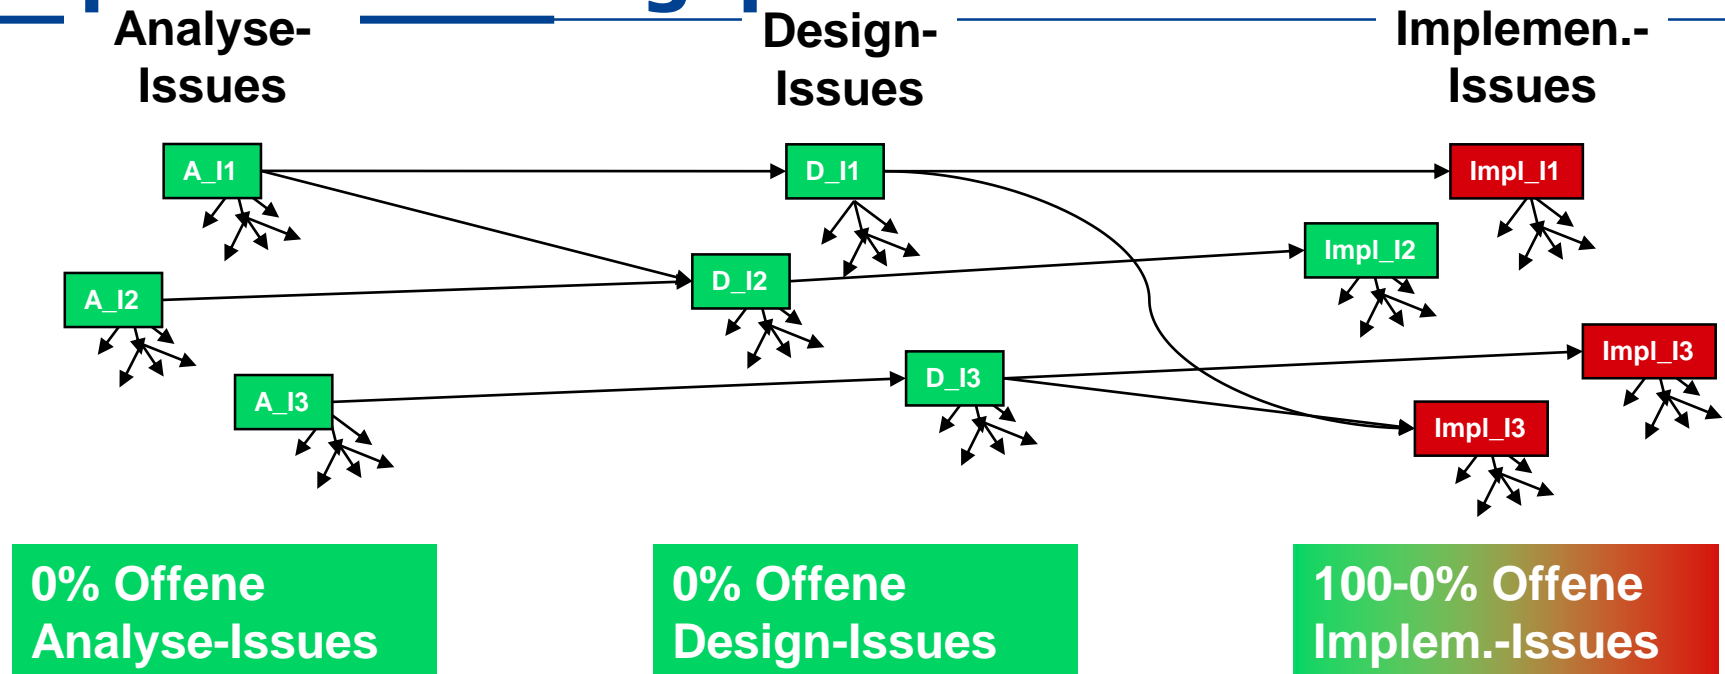 Analyse-
Issues
Design-
Issues
Implemen.-
Issues
A_I1
D_I1
Impl_I1
Impl_I2
D_I2
A_I2
Impl_I3
D_I3
A_I3
Impl_I3
0% Offene
Analyse-Issues
0% Offene
Design-Issues
100-0% Offene
Implem.-Issues